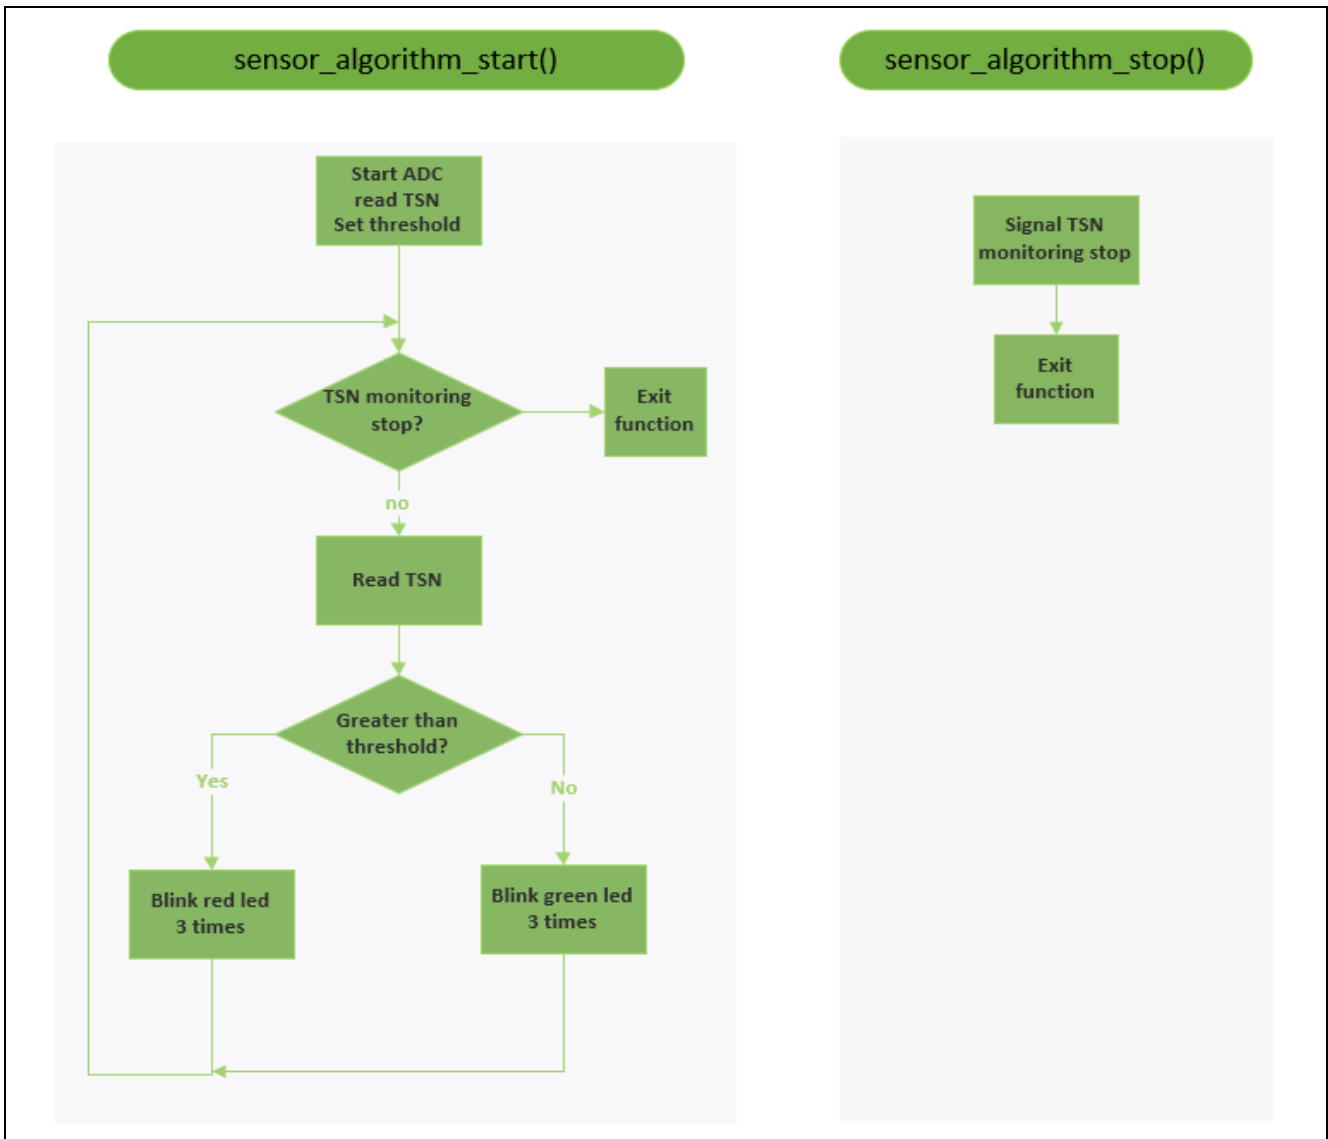 sensor_algorithm_start()
Start ADC
read TSN
Set threshold
TSN monitoring
stop?
Exit
function
no
Read TSN
Greater than
threshold?
Yes
No
Blink red led
3 times
Blink green led
3 times
sensor_algorithm_stop()
Signal TSN
monitoring stop
Exit
function